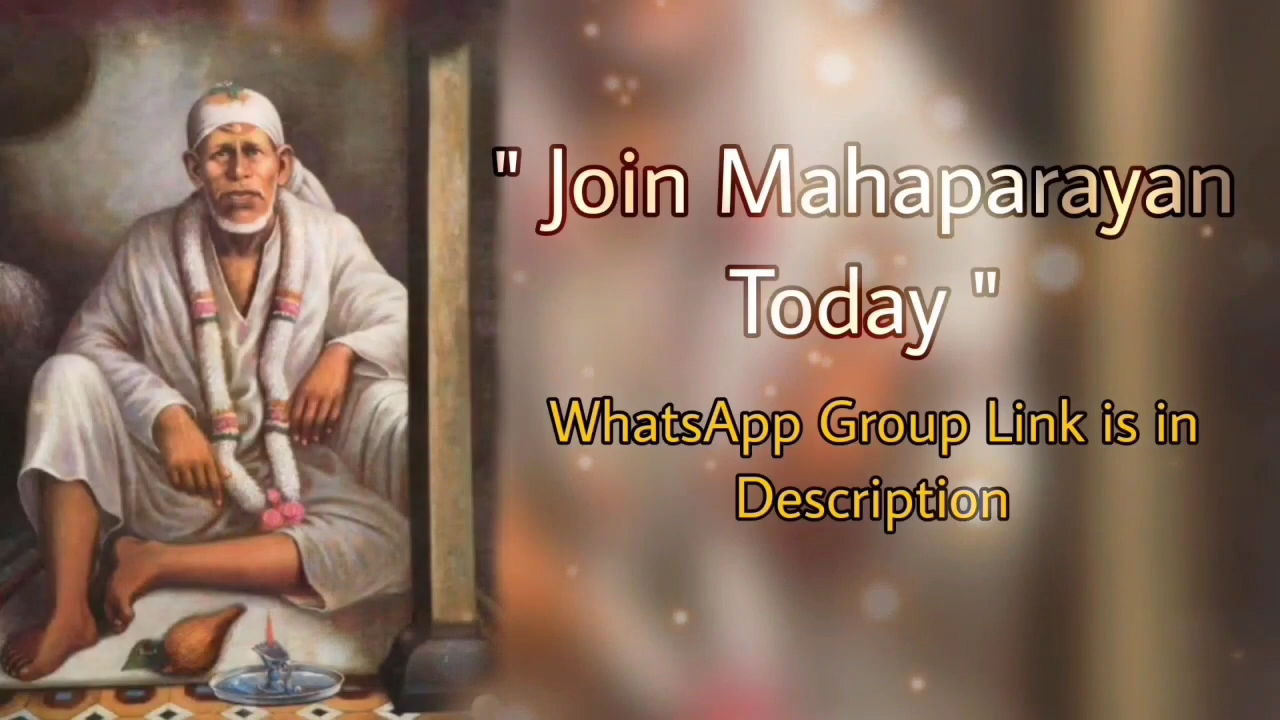 " Join Mahaparayan
Today "
WhatsApp Group Link is in
Description